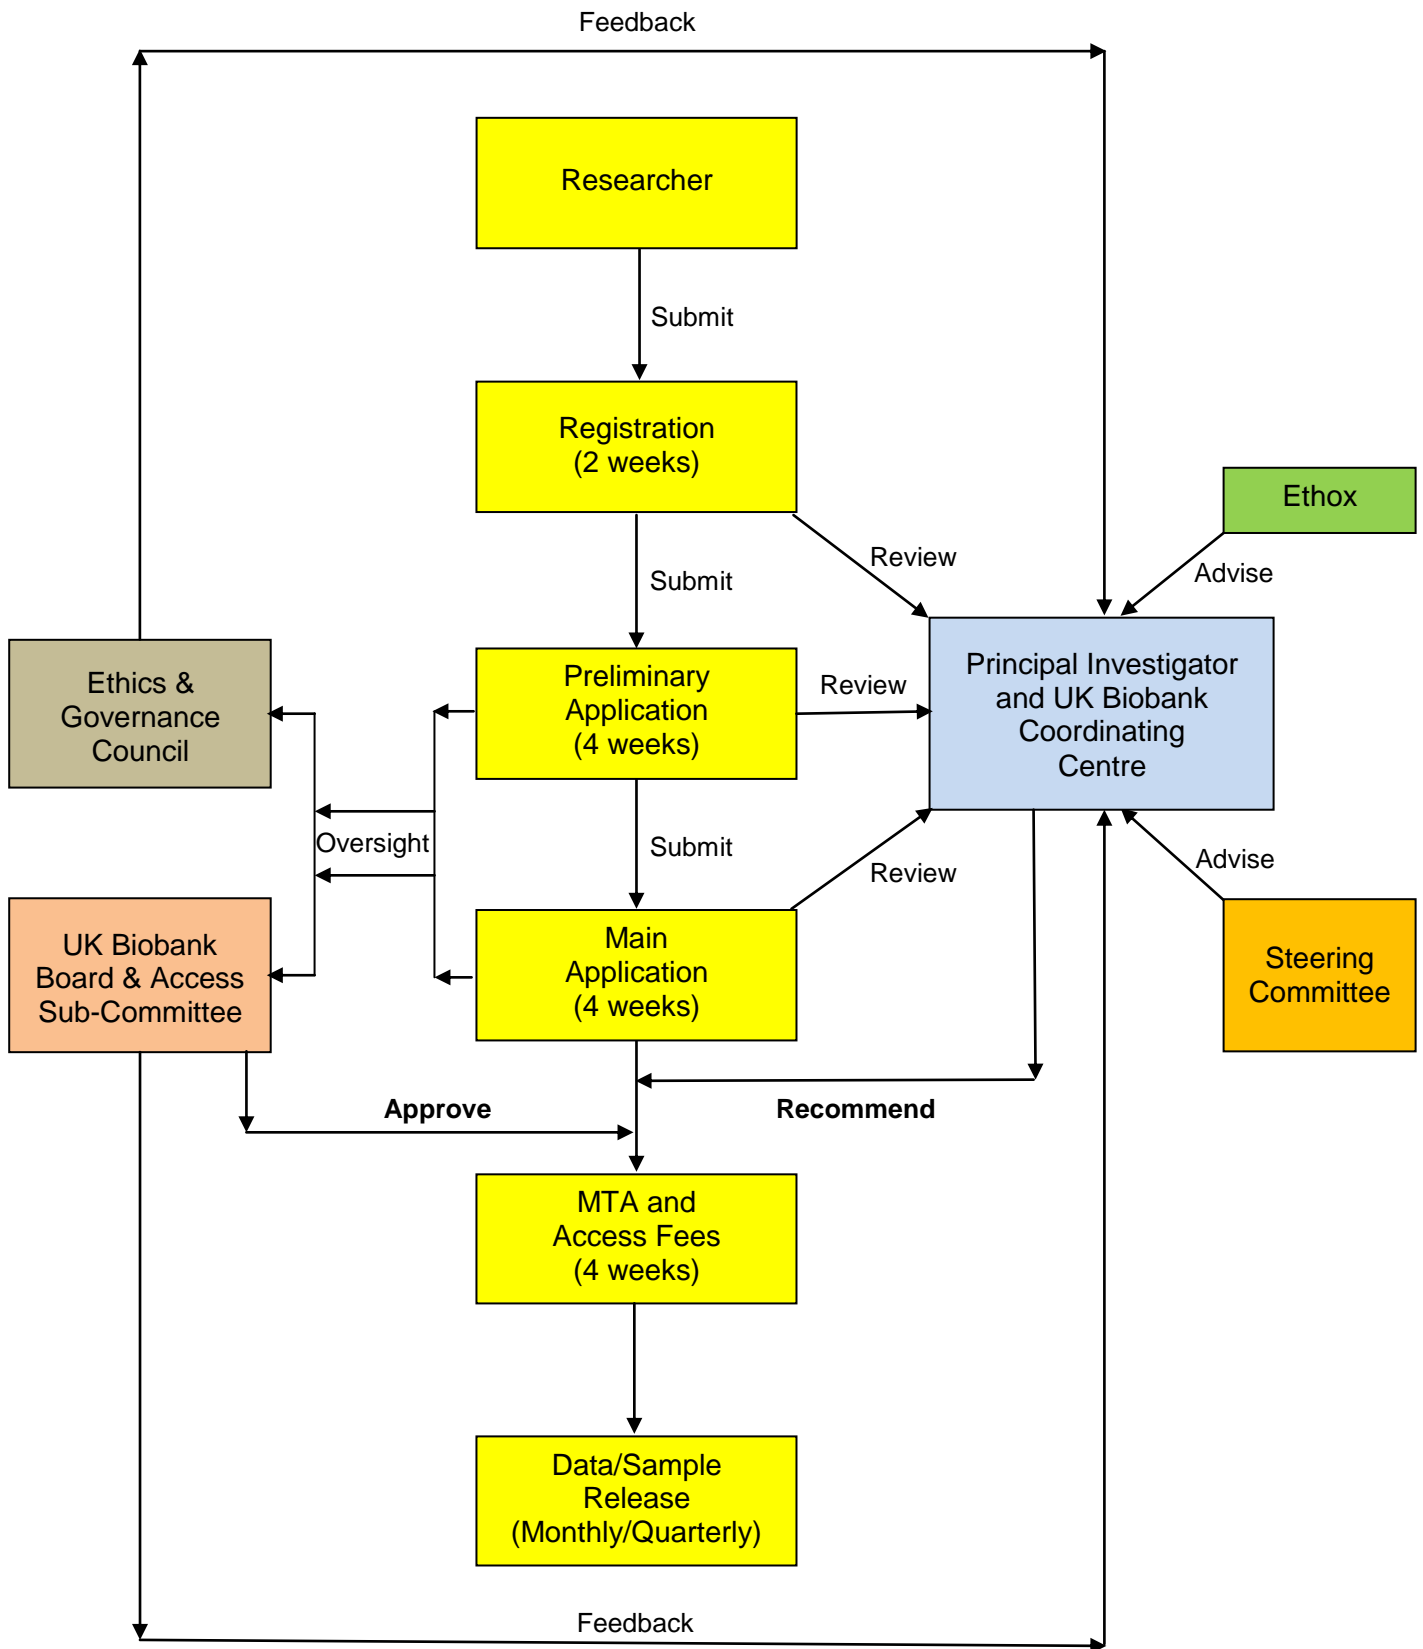 Feedback
Researcher
Submit
Registration
(2 weeks)
Ethox
Review
Advise
Submit
Ethics &
Governance
Council
Preliminary
Application
(4 weeks)
Review
Principal Investigator
and UK Biobank
Coordinating
Centre
Oversight
Submit
Review
Advise
UK Biobank
Board & Access
Sub-Committee
Main
Application
(4 weeks)
Steering
Committee
Approve
Recommend
MTA and
Access Fees
(4 weeks)
Data/Sample
Release
(Monthly/Quarterly)
Feedback